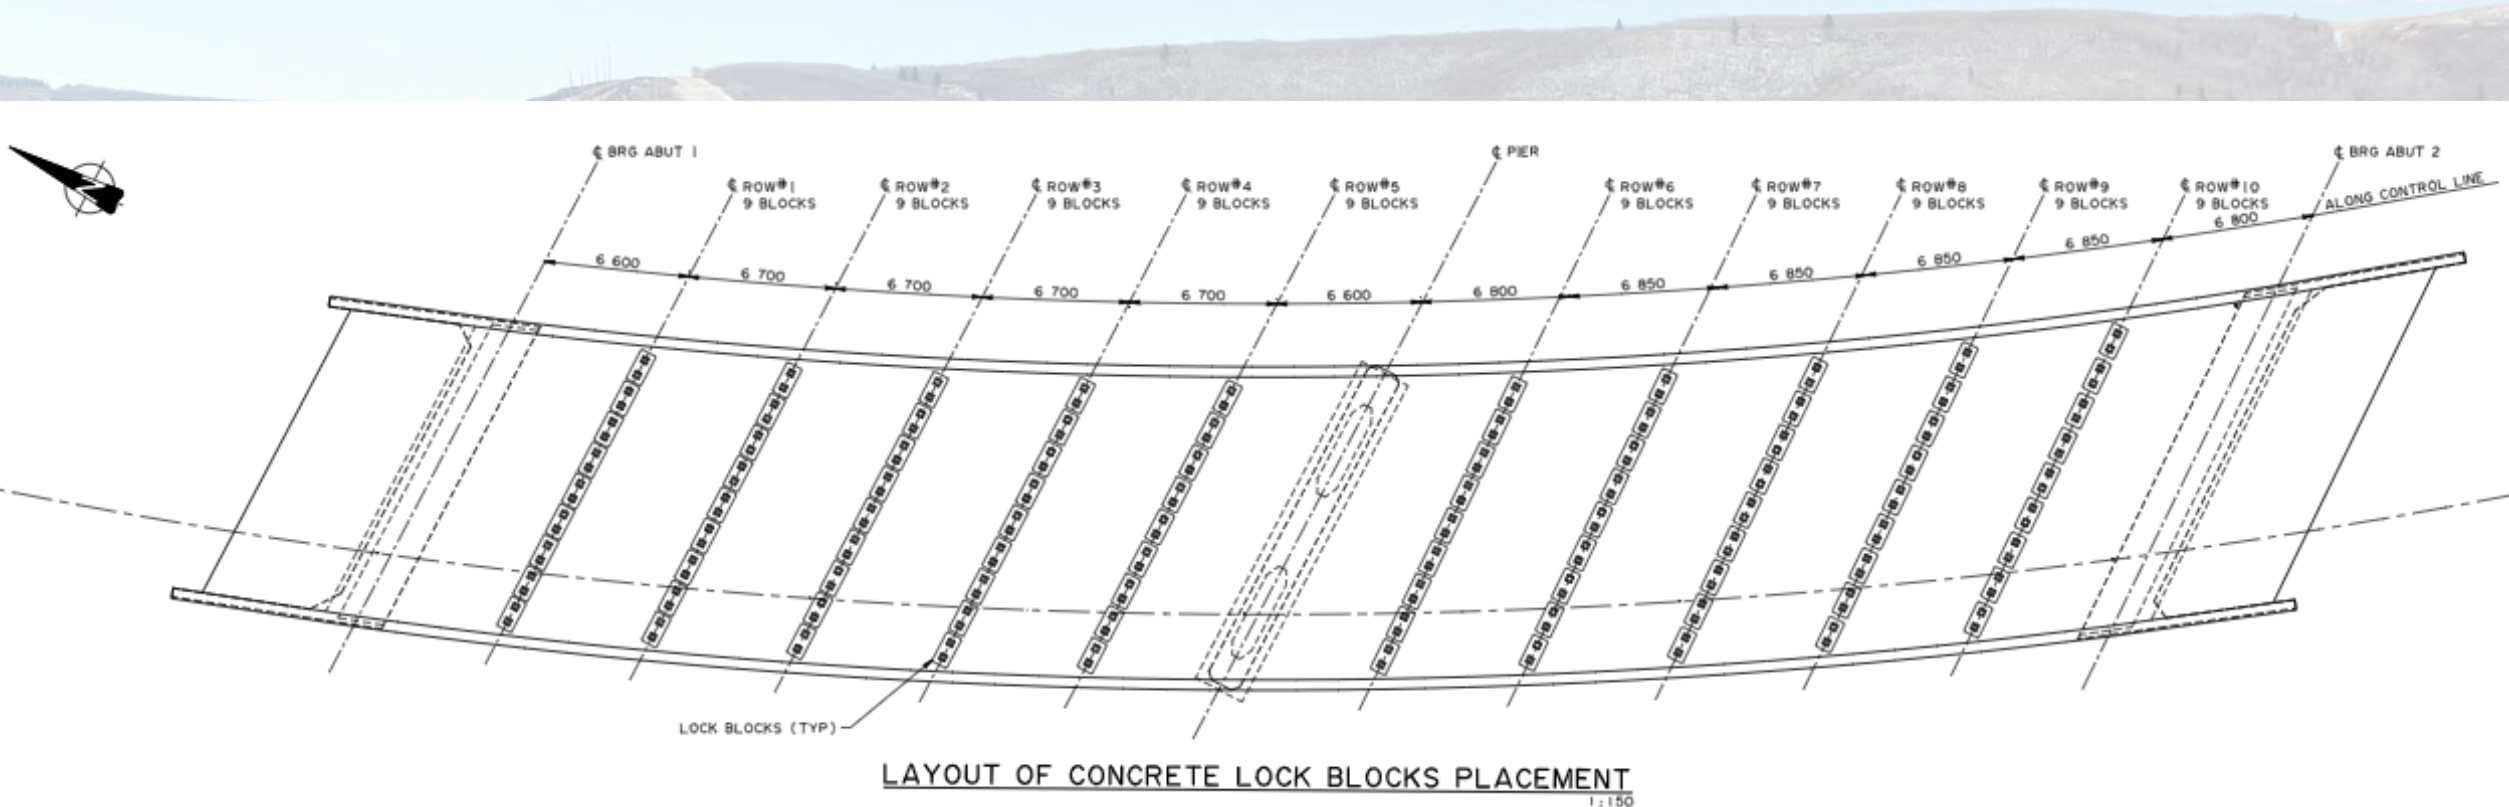 ℄ BRG ABUT 1
℄ PIER
℄ BRG ABUT 2
℄ ROW#1
9 BLOCKS
℄ ROW#2
9 BLOCKS
℄ ROW#3
9 BLOCKS
℄ ROW#4
9 BLOCKS
℄ ROW#5
9 BLOCKS
℄ ROW#6
9 BLOCKS
℄ ROW#7
9 BLOCKS
℄ ROW#8
9 BLOCKS
℄ ROW#9
9 BLOCKS
℄ ROW#10
9 BLOCKS
ALONG CONTROL LINE
6 600
6 700
6 700
6 700
6 700
6 600
6 800
6 850
6 850
6 850
6 850
6 800
LOCK BLOCKS (TYP)
LAYOUT OF CONCRETE LOCK BLOCKS PLACEMENT
1:150